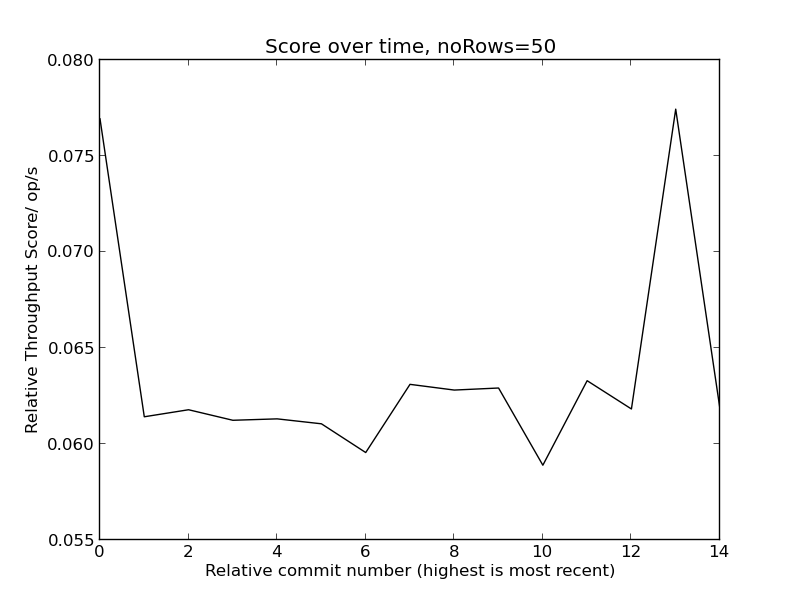 Score over time, noRows=50
0.080
0.075
0.070
0.065
0.060
0.055
Relative Throughput Score/ op/s
0 2 4 6 8 10 12 14
Relative commit number (highest is most recent)